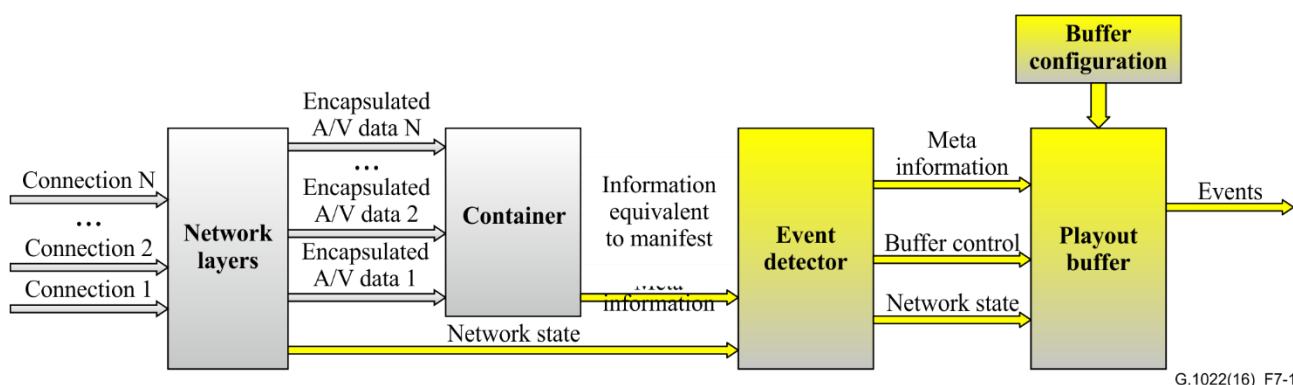 Buffer
configuration
Encapsulated
A/V data N
...
Connection N
...
Connection 2
Connection 1
Network
layers
Encapsulated
A/V data 2
Encapsulated
A/V data 1
Container
Information
equivalent
to manifest
Meta
information
Network state
Event
detector
Meta
information
Buffer control
Network state
Playout
buffer
Events
G.1022(16)_F7-1